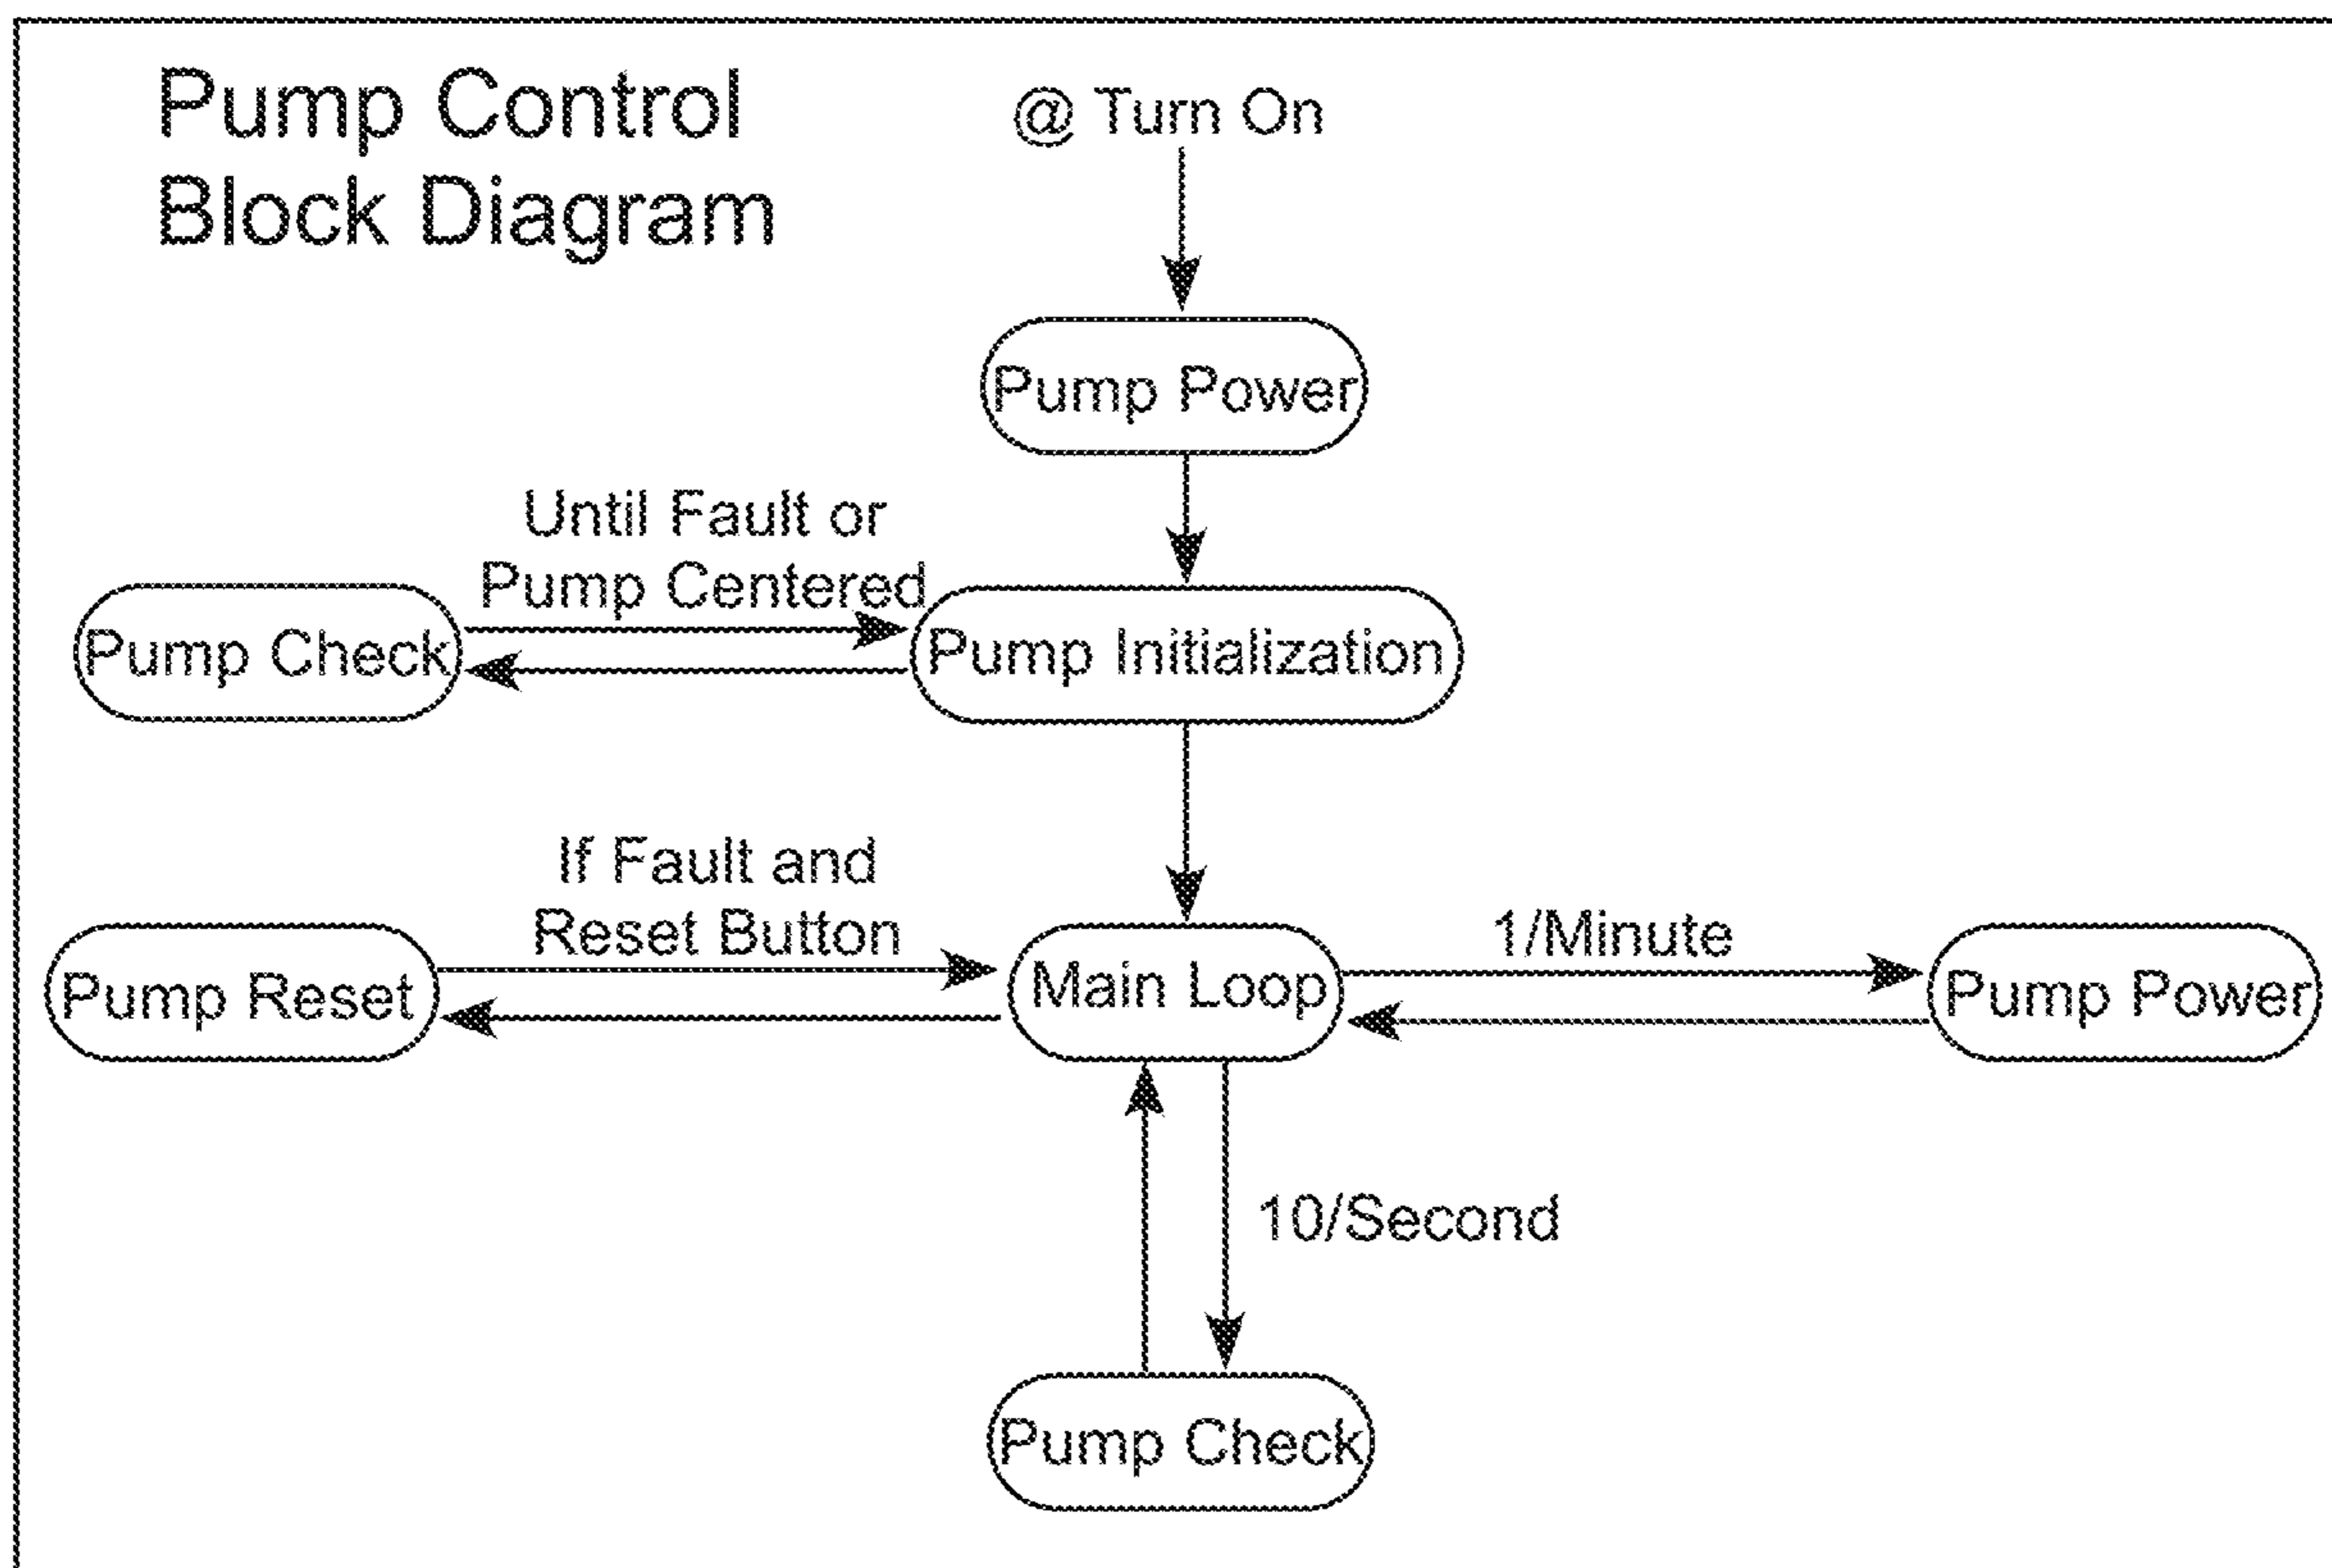 Pump Control
Block Diagram
@ Turn On
Pump Power
Until Fault or
Pump Centered
Pump Check
Pump Initialization
If Fault and
Reset Button
1/Minute
Pump Reset
Main Loop
Pump Power
10/Second
Pump Check